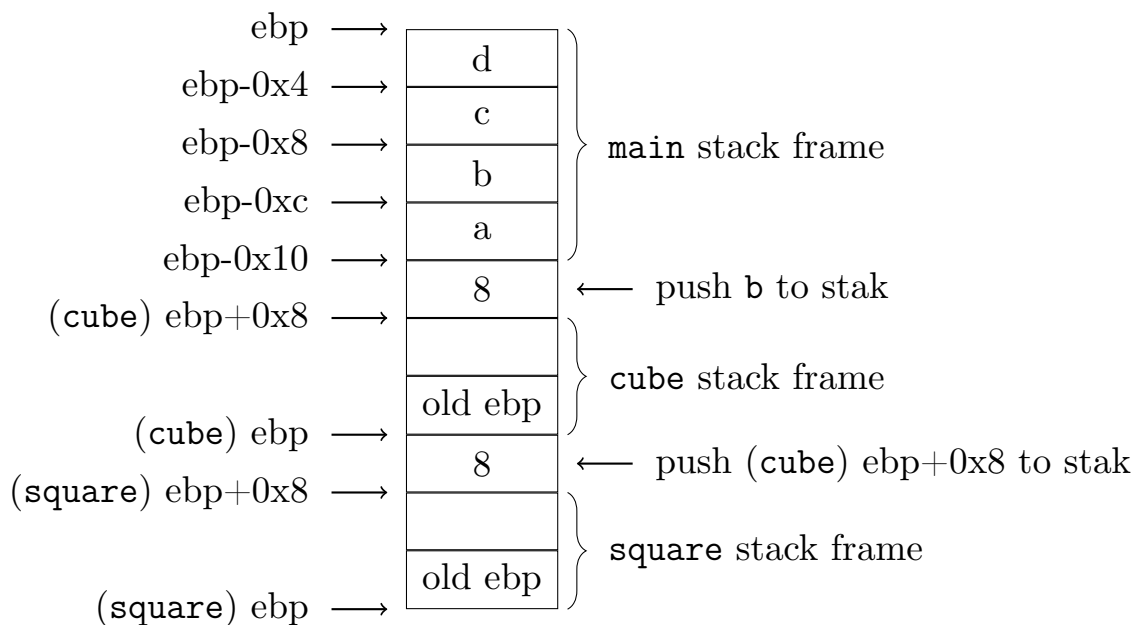 ebp
d
ebp-0x4
c
ebp-0x8
main stack frame
b
ebp-0xc
a
ebp-0x10
8
push b to stak
(cube) ebp+0x8
cube stack frame
old ebp
(cube) ebp
8
push (cube) ebp+0x8 to stak
(square) ebp+0x8
square stack frame
old ebp
(square) ebp